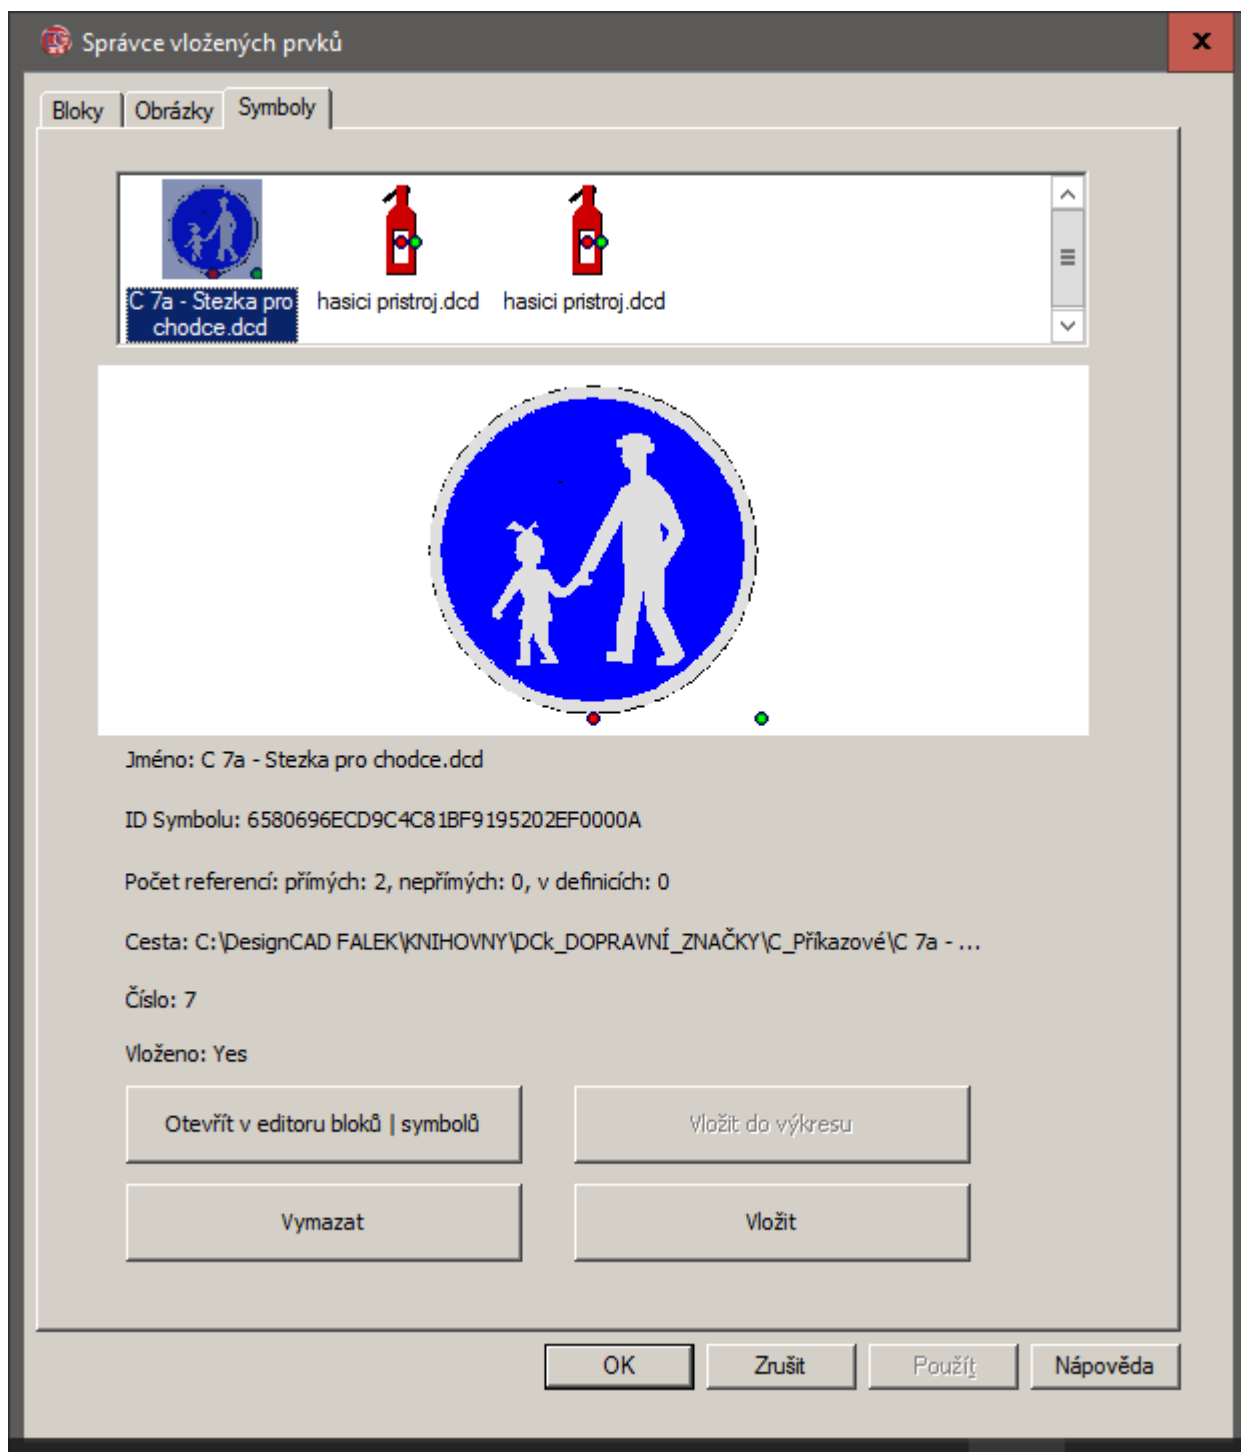 Správce vložených prvků
x
Bloky
Obrázky
Symboly
C 7a - Stezka pro
chodce.dcd
hasici pristroj.dcd
hasici pristroj.dcd
Jméno: C 7a - Stezka pro chodce.dcd
ID Symbolu: 6580696ECD9C4C81BF9195202EF0000A
Počet referencí: přímých: 2, nepřímých: 0, v definicích: 0
Cesta: C:\DesignCAD FALEK\KNIHOVNY\DCk_DOPRAVNÍ_ZNAČKY\C_Příkazové\C 7a - ...
Číslo: 7
Vloženo: Yes
Otevřít v editoru bloků | symbolů
Vložit do výkresu
Vymazat
Vložit
OK
Zrušit
Použít
Nápověda